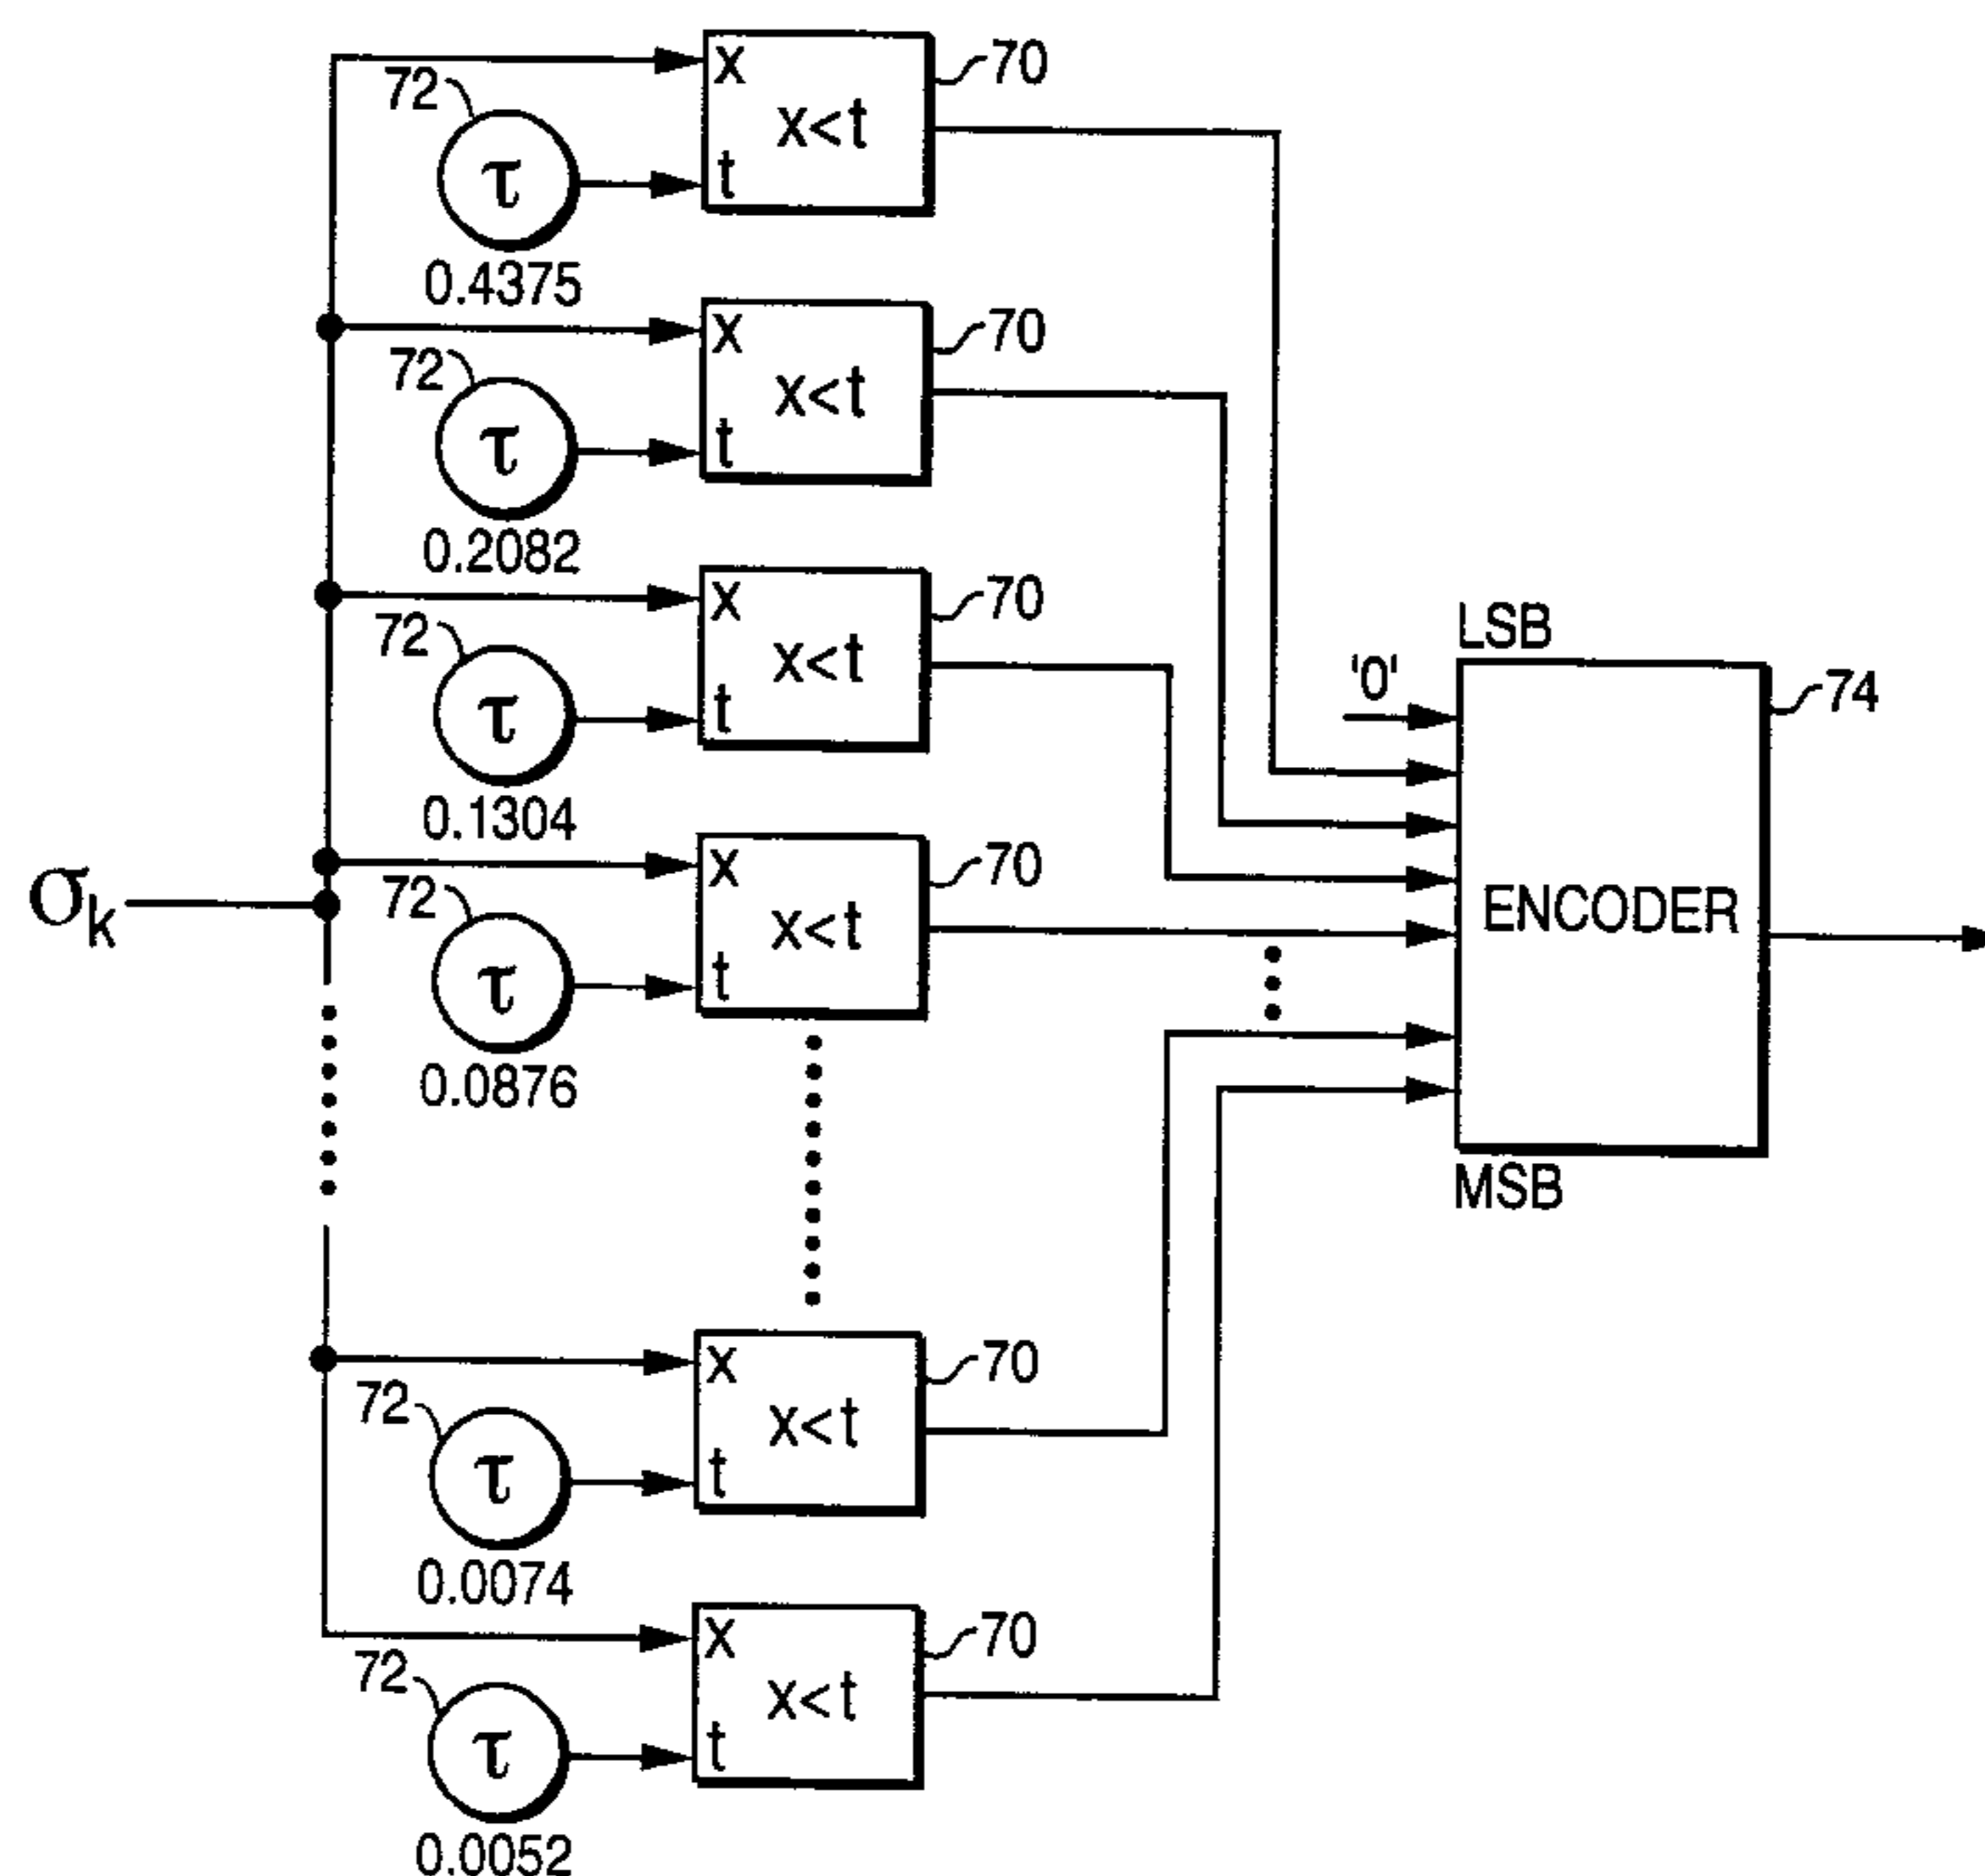 x
70
72
x<t
τ
t
0.4375
x
70
72
x<t
τ
t
0.2082
x
70
72
x<t
τ
t
0.1304
LSB
'0'
74
x
70
σk
72
x<t
ENCODER
τ
t
0.0876
MSB
x
70
72
x<t
τ
t
0.0074
x
70
72
x<t
τ
t
0.0052